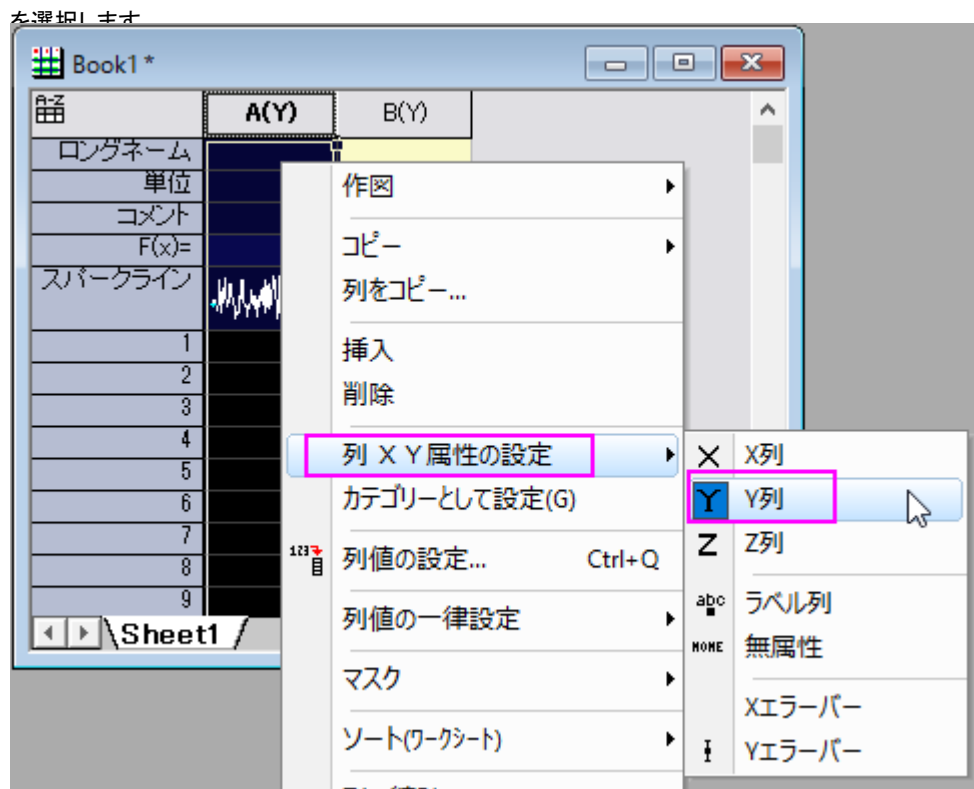 を選択します
Book1 *
A(Y) B(Y)
ロングネーム
単位
コメント
F(x)=
スパークライン
1
2
3
4
5
6
7
8
9
Sheet1
作図
コピー
列をコピー...
挿入
削除
列 X Y 属性の設定
カテゴリーとして設定(G)
列値の設定... Ctrl+Q
列値の一律設定
マスク
ソート(ワークシート)
X X列
Y Y列
Z Z列
abc ラベル列
NONE 無属性
Xエラーバー
Yエラーバー